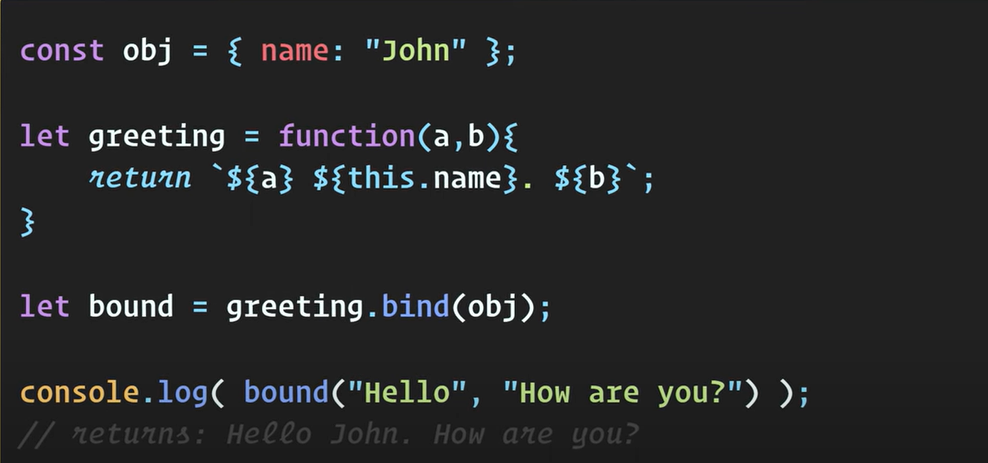 const obj = { name: "John" };
let greeting = function(a,b){
    return `${a} ${this.name}. ${b}`;
}
let bound = greeting.bind(obj);
console.log( bound("Hello", "How are you?") );
// returns: Hello John. How are you?